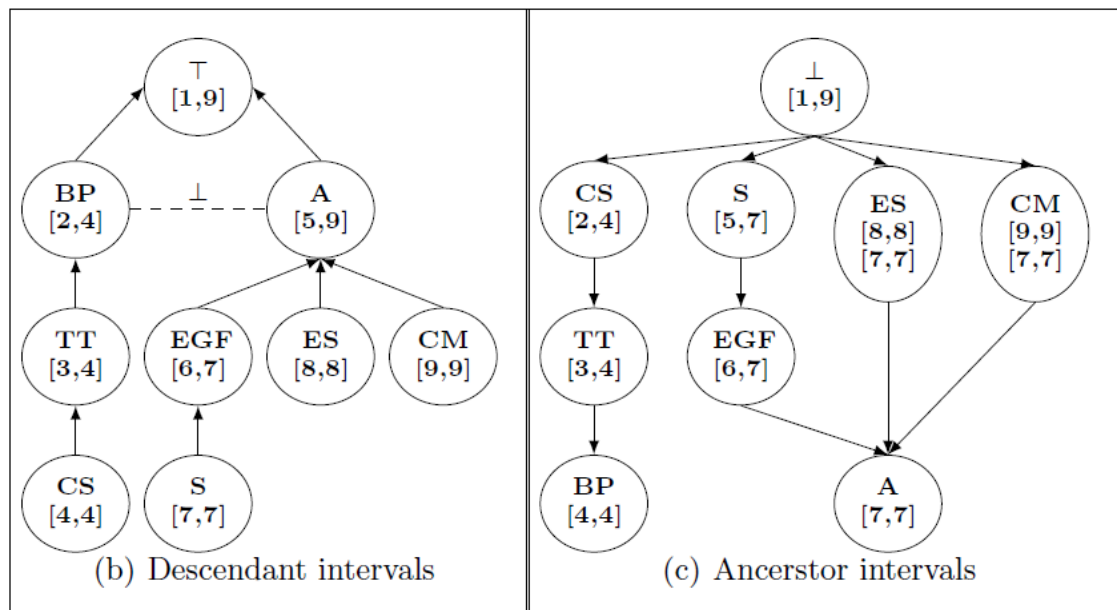 ⊤
[1,9]
BP
[2,4]
⊥
A
[5,9]
TT
[3,4]
EGF
[6,7]
ES
[8,8]
CM
[9,9]
CS
[4,4]
S
[7,7]
(b) Descendant intervals
⊥
[1,9]
CS
[2,4]
S
[5,7]
ES
[8,8]
[7,7]
CM
[9,9]
[7,7]
TT
[3,4]
EGF
[6,7]
BP
[4,4]
A
[7,7]
(c) Ancerstor intervals